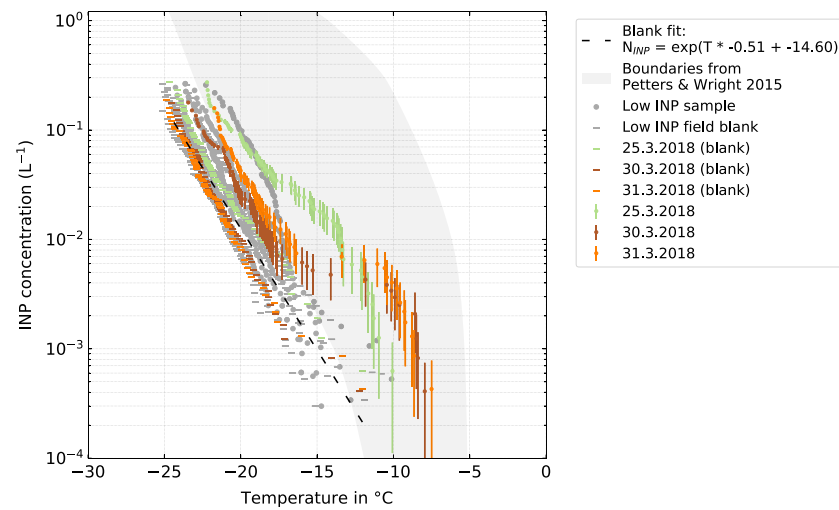 10⁰
10⁻¹
10⁻²
10⁻³
10⁻⁴
INP concentration (L⁻¹)
−30 −25 −20 −15 −10 −5 0
Temperature in °C
Blank fit:
N_INP = exp(T * -0.51 + -14.60)
Boundaries from
Petters & Wright 2015
Low INP sample
Low INP field blank
25.3.2018 (blank)
30.3.2018 (blank)
31.3.2018 (blank)
25.3.2018
30.3.2018
31.3.2018